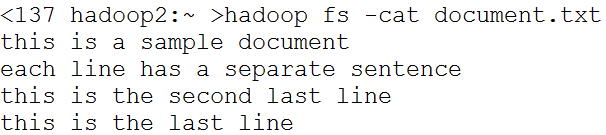 <137 hadoop2:~ >hadoop fs -cat document.txt
this is a sample document
each line has a separate sentence
this is the second last line
this is the last line